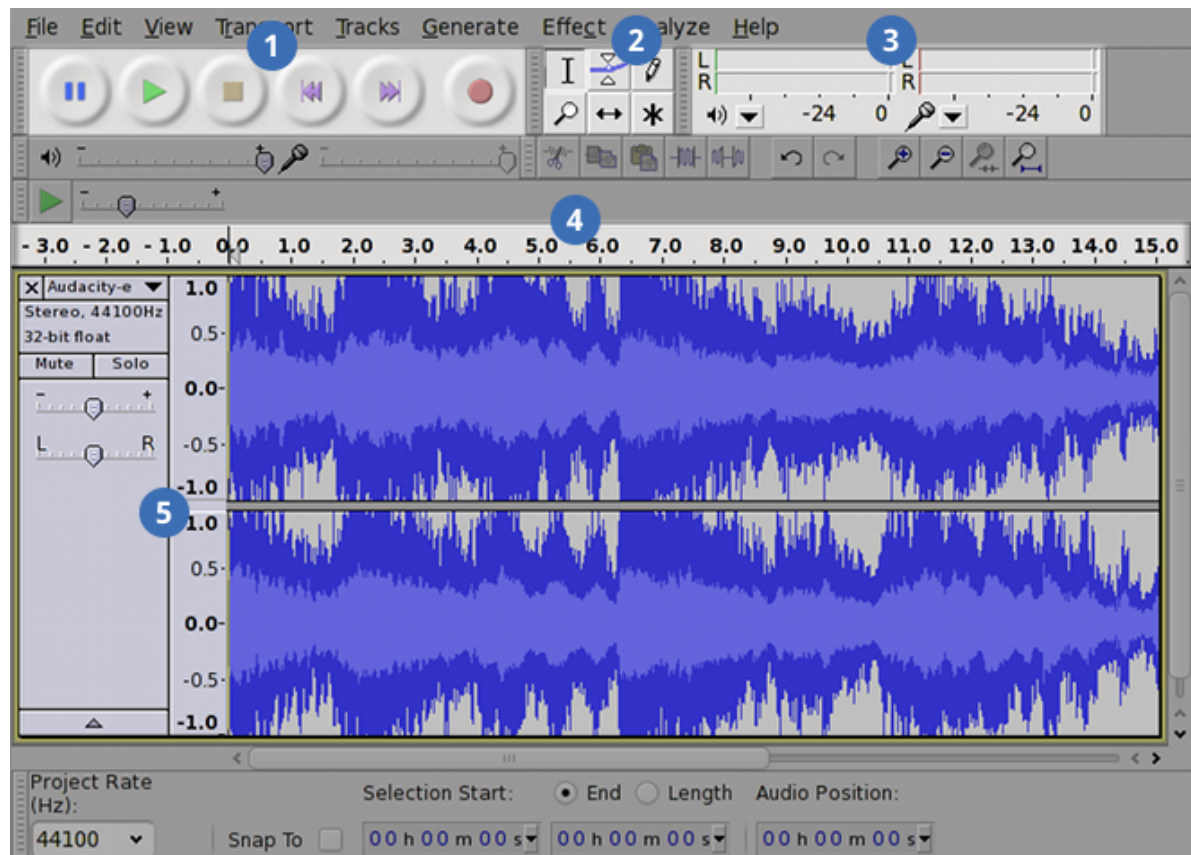 File Edit View Transport Tracks Generate Effect Analyze Help
1 2 3
L L
R R
-24 0 -24 0
- + - +
- +
4
- 3.0 - 2.0 - 1.0 0.0 1.0 2.0 3.0 4.0 5.0 6.0 7.0 8.0 9.0 10.0 11.0 12.0 13.0 14.0 15.0
X Audacity-e 1.0
Stereo, 44100Hz
32-bit float 0.5-
Mute Solo
- + 0.0-
L R -0.5-
-1.0
5
1.0
0.5-
0.0-
-0.5-
-1.0
Project Rate
(Hz): Selection Start: End Length Audio Position:
44100 Snap To 00 h 00 m 00 s 00 h 00 m 00 s 00 h 00 m 00 s